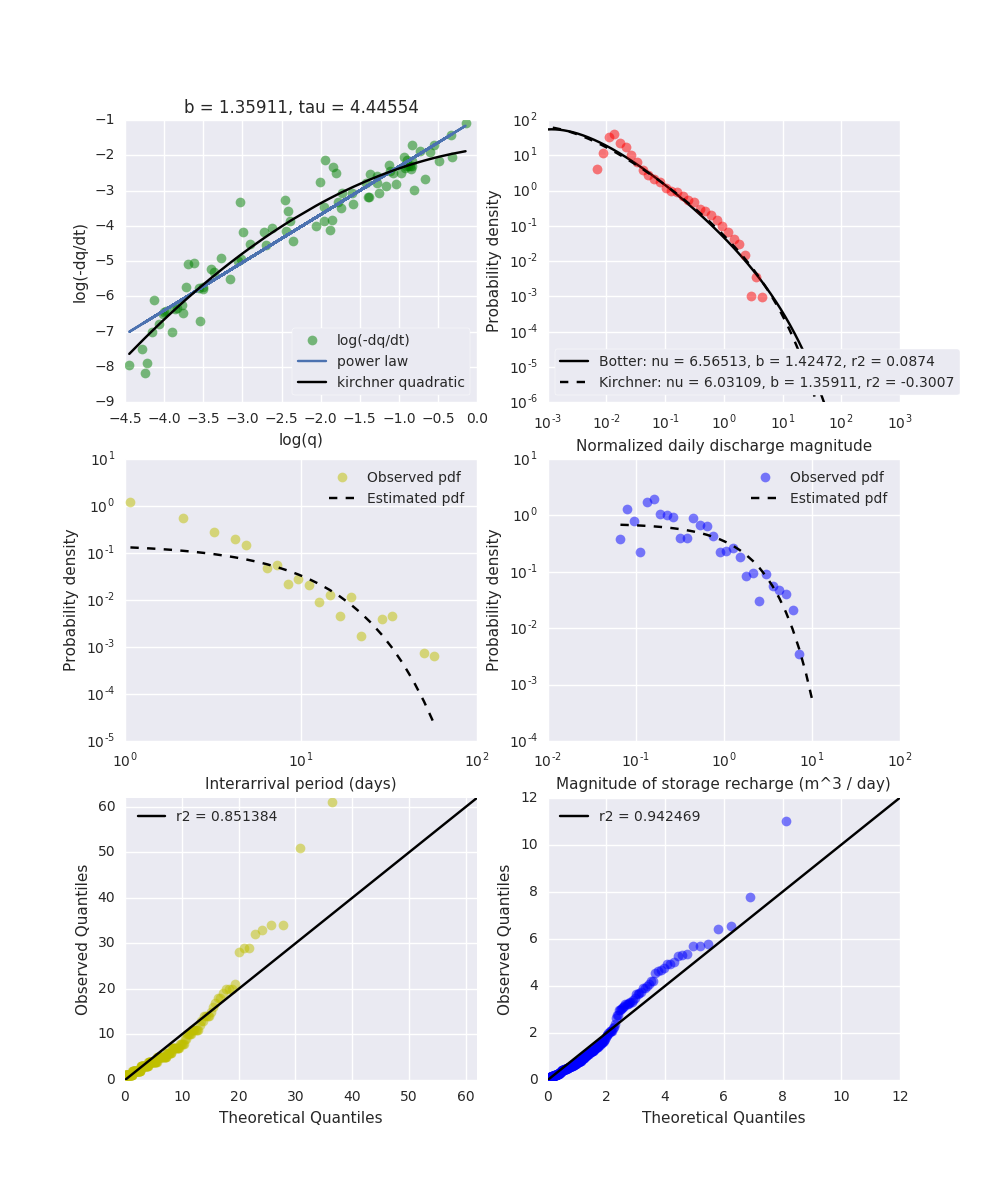 b = 1.35911, tau = 4.44554
log(-dq/dt)
−1
−2
−3
−4
−5
−6
−7
−8
−9
log(-dq/dt)
power law
kirchner quadratic
−4.5 −4.0 −3.5 −3.0 −2.5 −2.0 −1.5 −1.0 −0.5 0.0
log(q)
Probability density
10^2
10^1
10^0
10^-1
10^-2
10^-3
10^-4
10^-5
10^-6
Botter: nu = 6.56513, b = 1.42472, r2 = 0.0874
Kirchner: nu = 6.03109, b = 1.35911, r2 = -0.3007
10^-3 10^-2 10^-1 10^0 10^1 10^2 10^3
Normalized daily discharge magnitude
Probability density
10^1
10^0
10^-1
10^-2
10^-3
10^-4
10^-5
Observed pdf
Estimated pdf
10^0 10^1 10^2
Interarrival period (days)
Probability density
10^1
10^0
10^-1
10^-2
10^-3
10^-4
Observed pdf
Estimated pdf
10^-2 10^-1 10^0 10^1 10^2
Magnitude of storage recharge (m^3 / day)
Observed Quantiles
60
50
40
30
20
10
0
r2 = 0.851384
0 10 20 30 40 50 60
Theoretical Quantiles
Observed Quantiles
12
10
8
6
4
2
0
r2 = 0.942469
0 2 4 6 8 10 12
Theoretical Quantiles